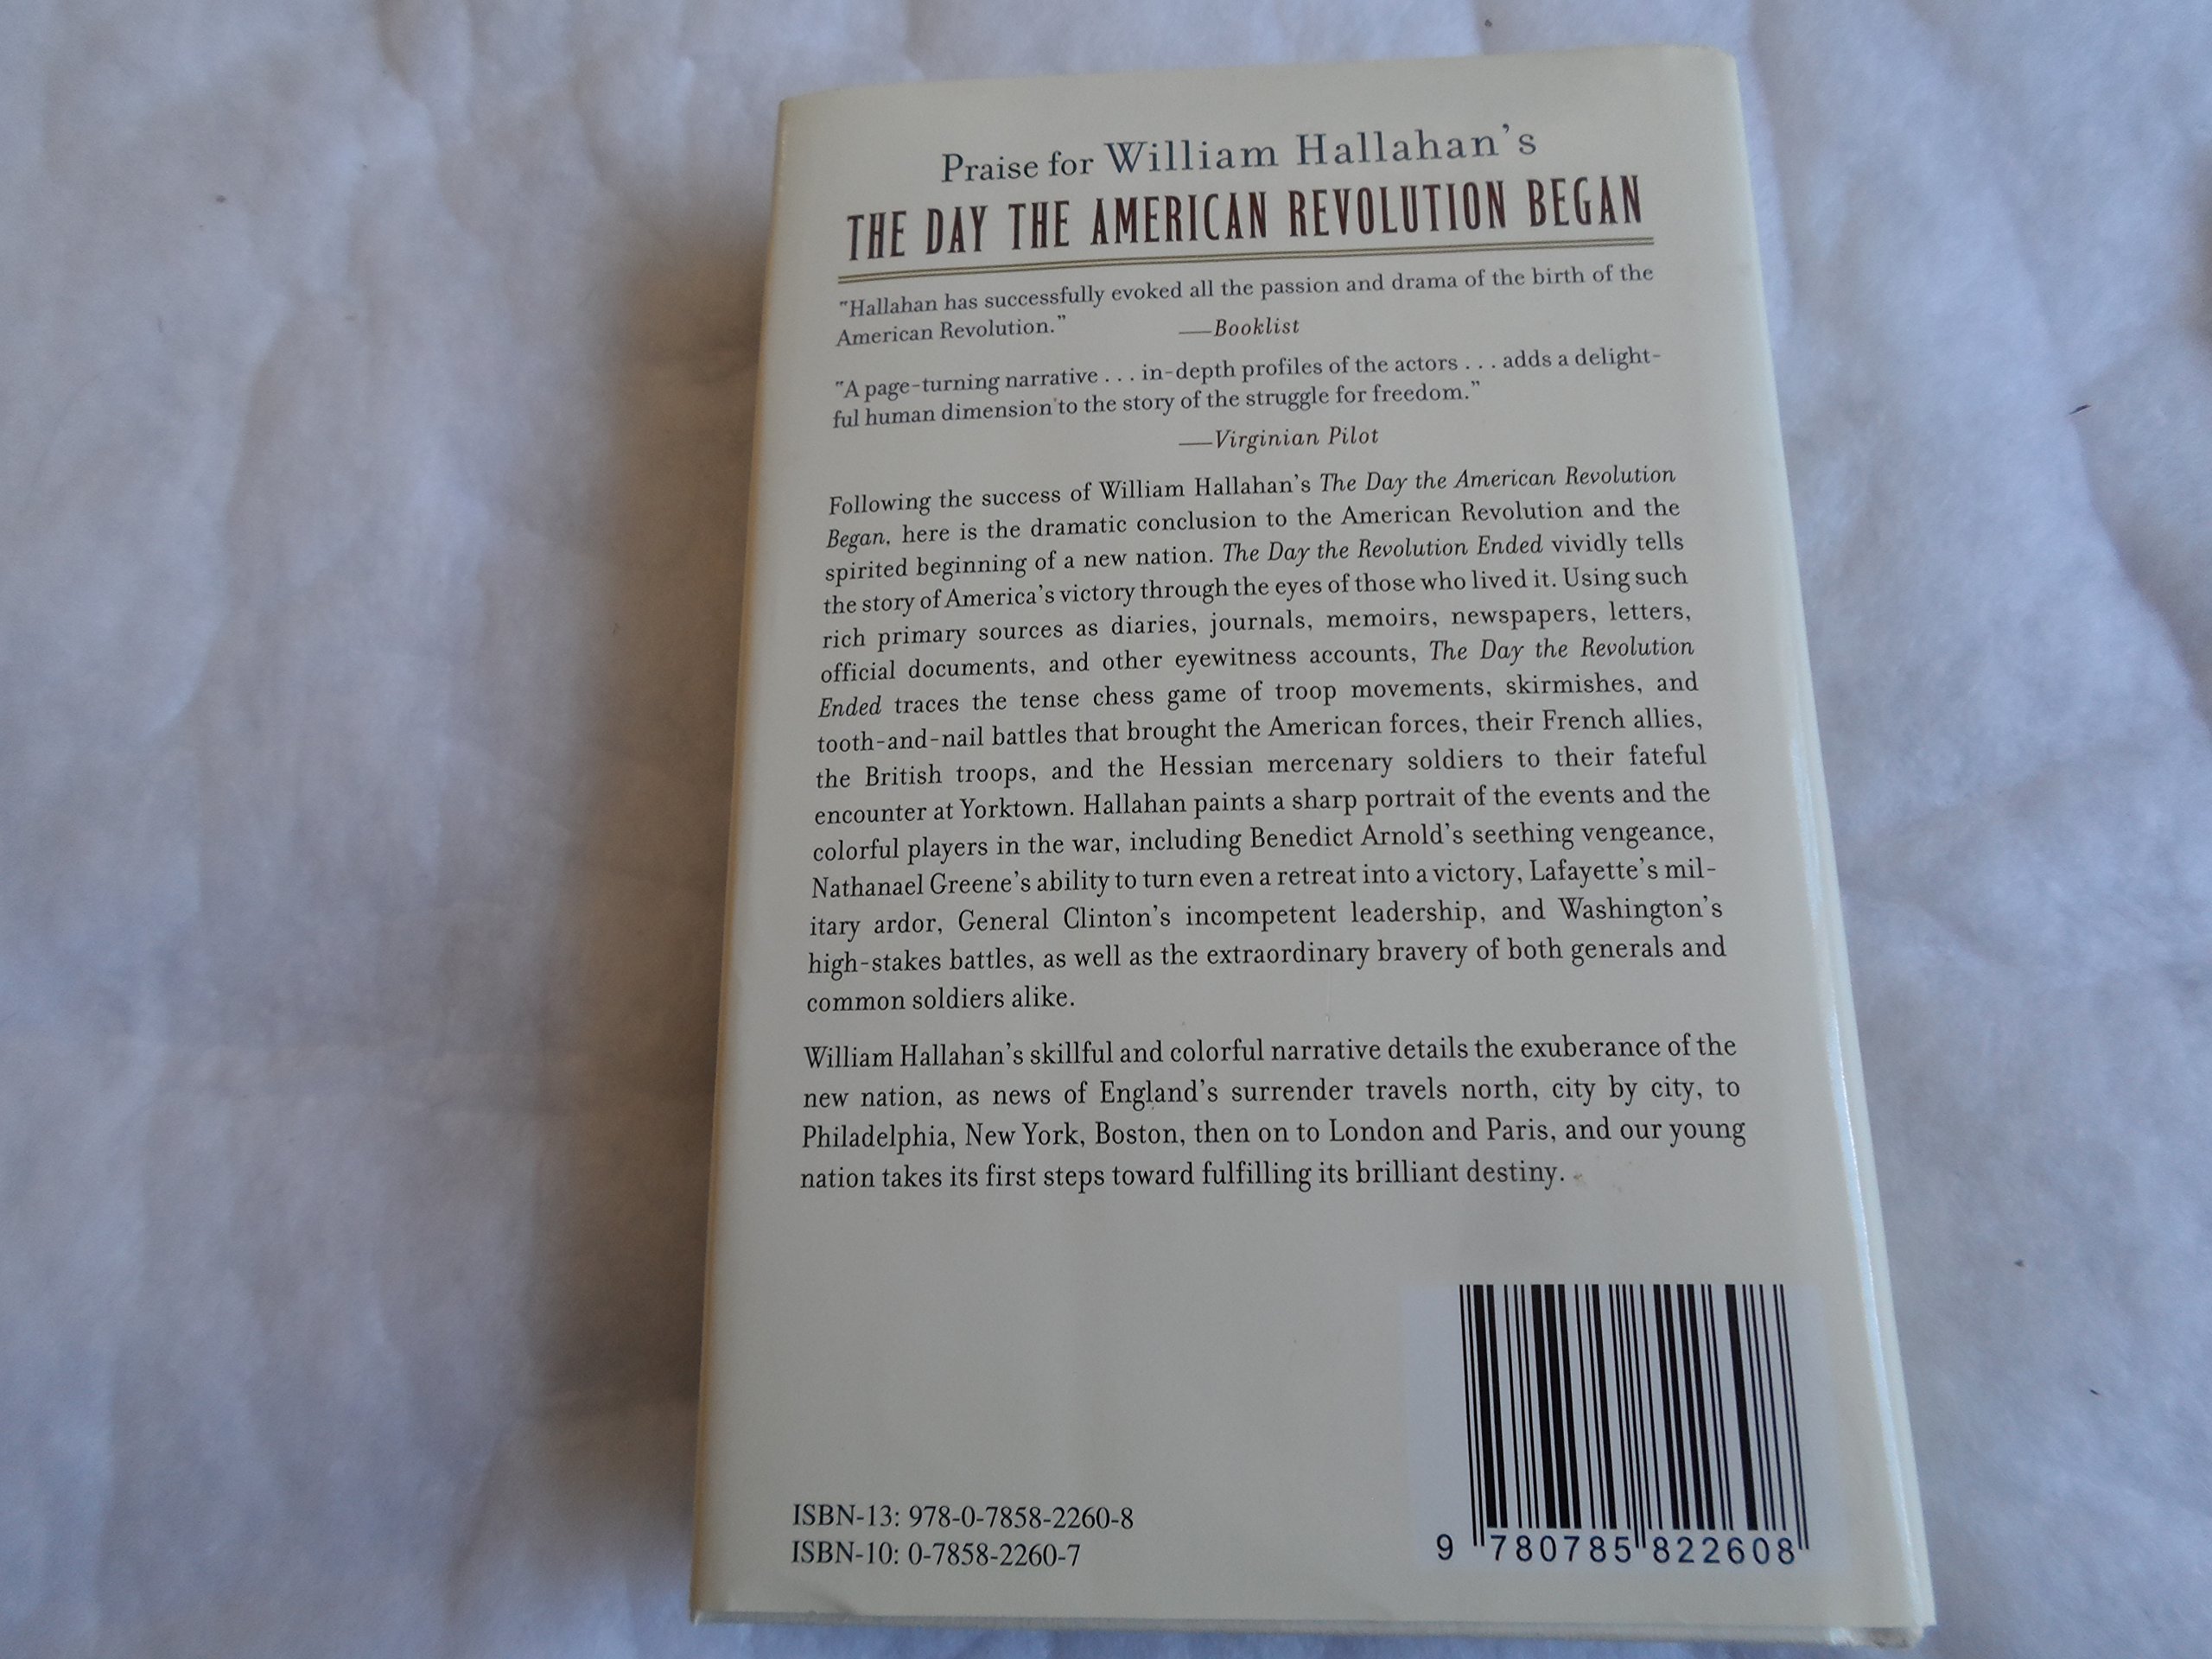 Praise for William Hallahan's
THE DAY THE AMERICAN REVOLUTION BEGAN
"Hallahan has successfully evoked all the passion and drama of the birth of the
American Revolution." —Booklist
"A page-turning narrative . . . in-depth profiles of the actors . . . adds a delight-
ful human dimension to the story of the struggle for freedom."
—Virginian Pilot
Following the success of William Hallahan's The Day the American Revolution
Began, here is the dramatic conclusion to the American Revolution and the
spirited beginning of a new nation. The Day the Revolution Ended vividly tells
the story of America's victory through the eyes of those who lived it. Using such
rich primary sources as diaries, journals, memoirs, newspapers, letters,
official documents, and other eyewitness accounts, The Day the Revolution
Ended traces the tense chess game of troop movements, skirmishes, and
tooth-and-nail battles that brought the American forces, their French allies,
the British troops, and the Hessian mercenary soldiers to their fateful
encounter at Yorktown. Hallahan paints a sharp portrait of the events and the
colorful players in the war, including Benedict Arnold's seething vengeance,
Nathanael Greene's ability to turn even a retreat into a victory, Lafayette's mil-
itary ardor, General Clinton's incompetent leadership, and Washington's
high-stakes battles, as well as the extraordinary bravery of both generals and
common soldiers alike.
William Hallahan's skillful and colorful narrative details the exuberance of the
new nation, as news of England's surrender travels north, city by city, to
Philadelphia, New York, Boston, then on to London and Paris, and our young
nation takes its first steps toward fulfilling its brilliant destiny.
ISBN-13: 978-0-7858-2260-8
ISBN-10: 0-7858-2260-7
9 780785 822608